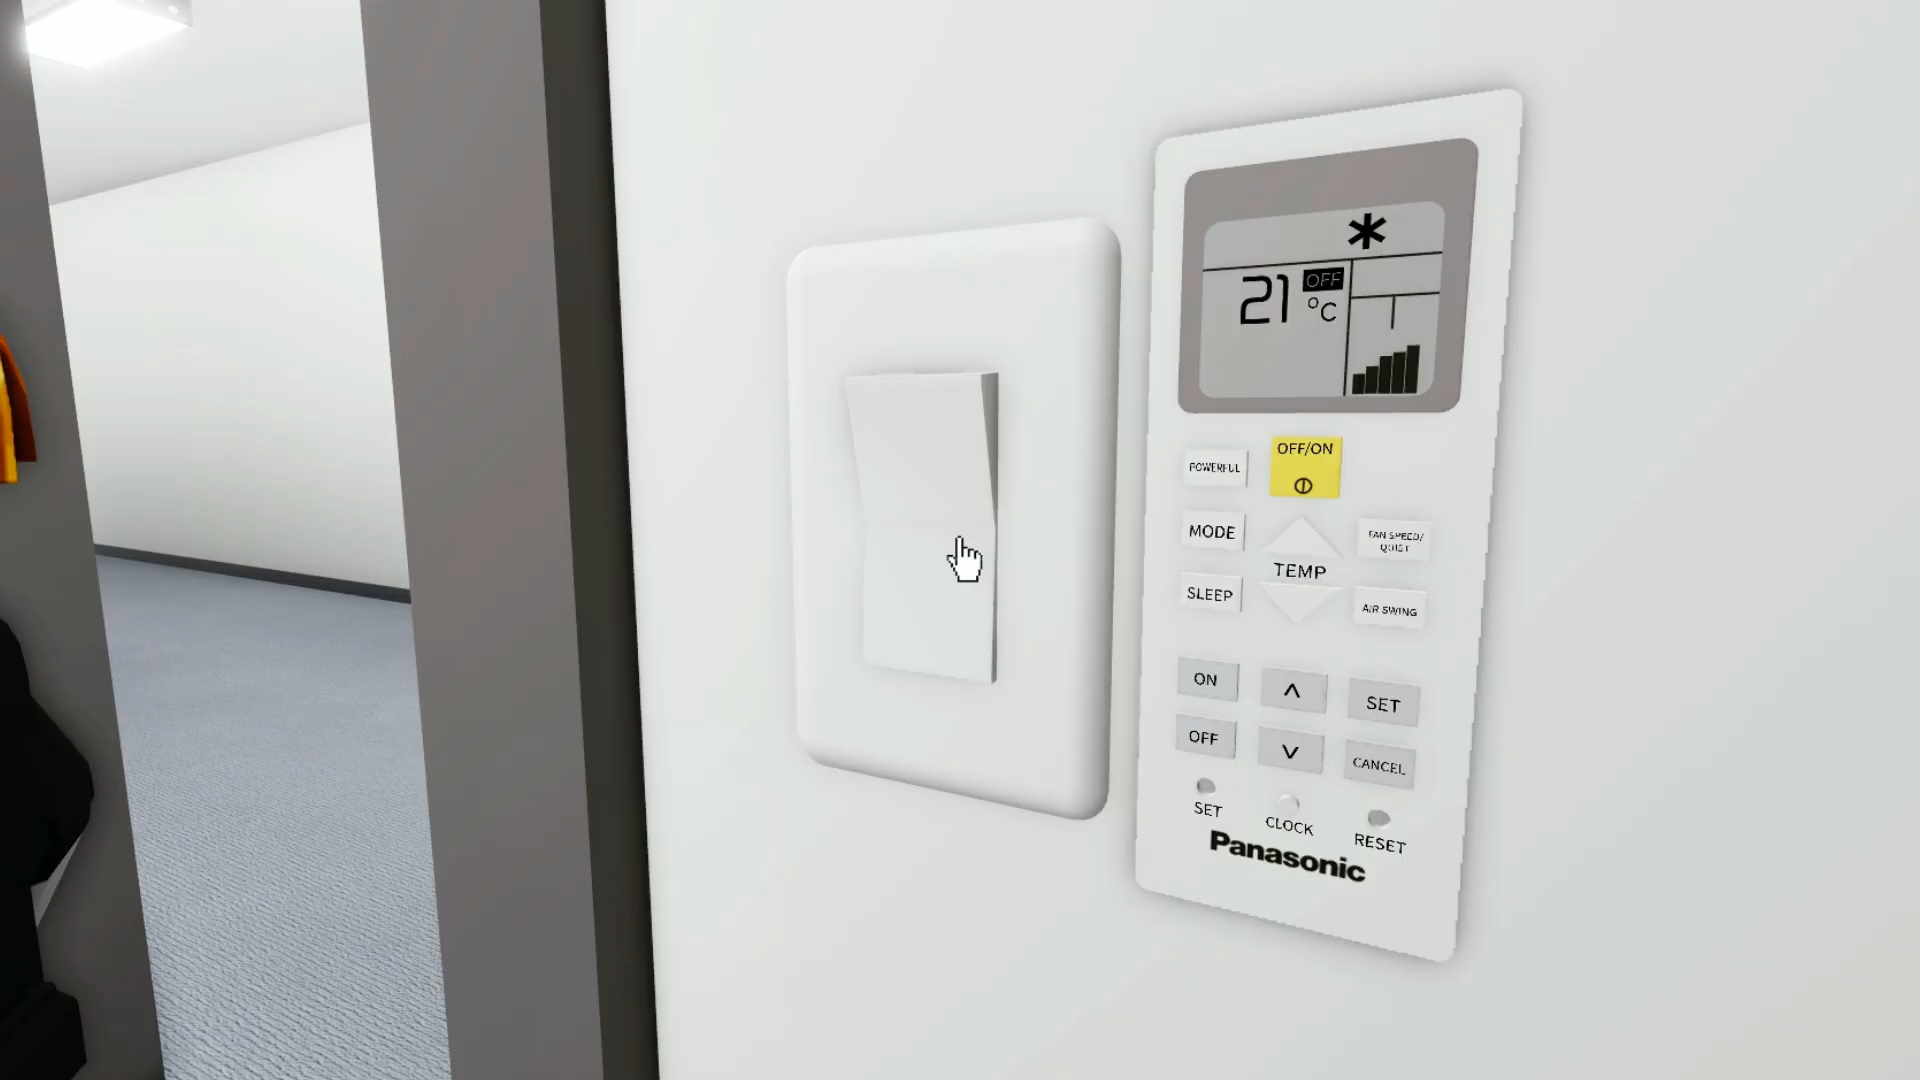 21 OFF
°C
POWERFUL
OFF/ON
MODE
TEMP
FAN SPEED/
QUIET
SLEEP
AIR SWING
ON
SET
OFF
CANCEL
SET
CLOCK
RESET
Panasonic